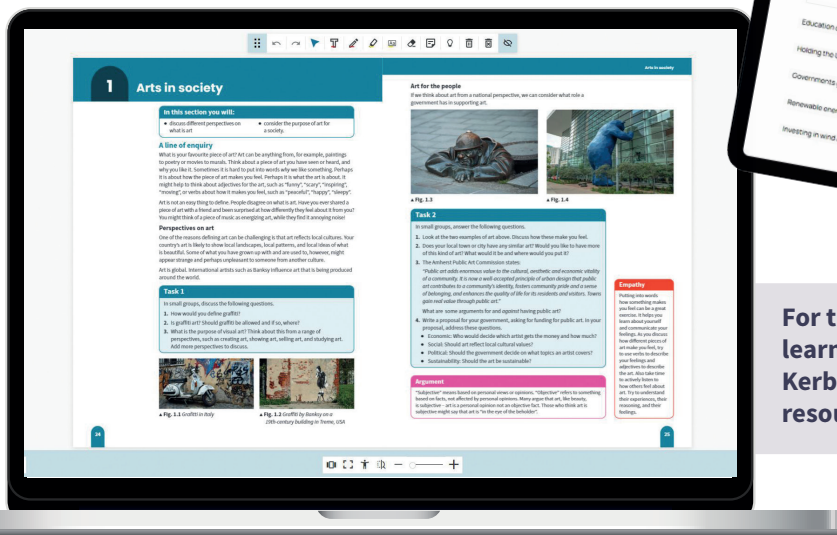 1
Arts in society
In this section you will:
• discuss different perspectives on
what is art
• consider the purpose of art for
a society.
A line of enquiry
What is your favourite piece of art? Art can be anything from, for example, paintings
to poetry or movies to murals. Think about a piece of art you have seen or heard, and
why you like it. Sometimes it is hard to put into words why we like something. Perhaps
it is about how the piece of art makes you feel. Perhaps it is what the art is about. It
might help to think about adjectives for the art, such as "funny", "scary", "inspiring",
"moving", or verbs about how it makes you feel, such as "peaceful", "happy", "sleepy".
Art is not an easy thing to define. People disagree on what is art. Have you ever shared a
piece of art with a friend and been surprised at how differently they feel about it from you?
You might think of a piece of music as energizing art, while they find it annoying noise!
Perspectives on art
One of the reasons defining art can be challenging is that art reflects local cultures. Your
country's art is likely to show local landscapes, local patterns, and local ideas of what
is beautiful. Some of what you have grown up with and are used to, however, might
appear strange and perhaps unpleasant to someone from another culture.
Art is global. International artists such as Banksy influence art that is being produced
around the world.
Task 1
In small groups, discuss the following questions.
1. How would you define graffiti?
2. Is graffiti art? Should graffiti be allowed and if so, where?
3. What is the purpose of visual art? Think about this from a range of
perspectives, such as creating art, showing art, selling art, and studying art.
Add more perspectives to discuss.
▲ Fig. 1.1 Graffiti in Italy
▲ Fig. 1.2 Graffiti by Banksy on a
19th-century building in Treme, USA
24
Arts in society
Art for the people
If we think about art from a national perspective, we can consider what role a
government has in supporting art.
▲ Fig. 1.3
▲ Fig. 1.4
Task 2
In small groups, answer the following questions.
1. Look at the two examples of art above. Discuss how these make you feel.
2. Does your local town or city have any similar art? Would you like to have more
of this kind of art? What would it be and where would you put it?
3. The Amherst Public Art Commission states:
"Public art adds enormous value to the cultural, aesthetic and economic vitality
of a community. It is now a well-accepted principle of urban design that public
art contributes to a community's identity, fosters community pride and a sense
of belonging, and enhances the quality of life for its residents and visitors. Towns
gain real value through public art."
What are some arguments for and against having public art?
4. Write a proposal for your government, asking for funding for public art. In your
proposal, address these questions.
• Economic: Who would decide which artist gets the money and how much?
• Social: Should art reflect local cultural values?
• Political: Should the government decide on what topics an artist covers?
• Sustainability: Should the art be sustainable?
Argument
"Subjective" means based on personal views or opinions. "Objective" refers to something
based on facts, not affected by personal opinions. Many argue that art, like beauty,
is subjective – art is a personal opinion not an objective fact. Those who think art is
subjective might say that art is "in the eye of the beholder".
Empathy
Putting into words
how something makes
you feel can be a great
exercise. It helps you
learn about yourself
and communicate your
feelings. As you discuss
how different pieces of
art make you feel, try
to use verbs to describe
your feelings and
adjectives to describe
the art. Also take time
to actively listen to
how others feel about
art. Try to understand
their experiences, their
reasoning, and their
feelings.
25
Education
Holding the
Governments
Renewable ener
Investing in wind
For t
learn
Kerb
resou